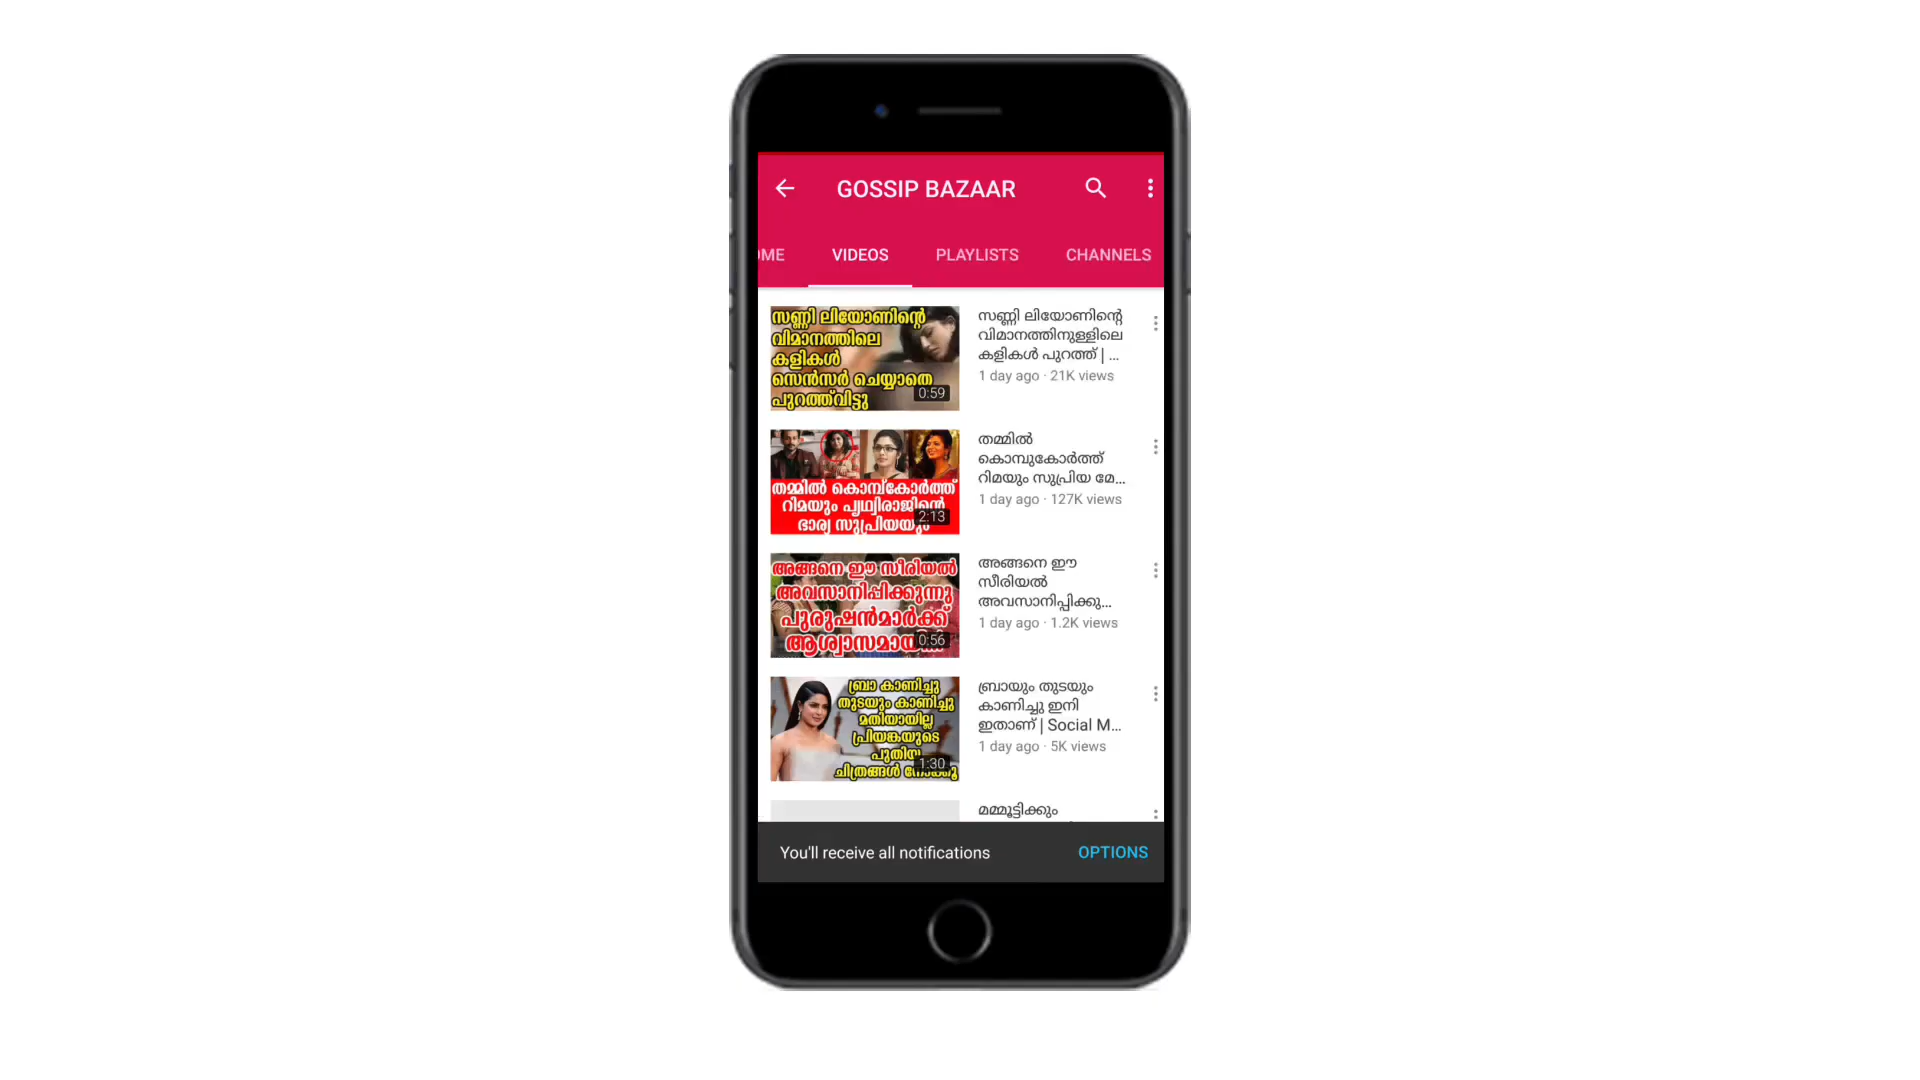 GOSSIP BAZAAR
OME
VIDEOS
PLAYLISTS
CHANNELS
സണ്ണി ലിയോണിന്റെ
വിമാനത്തിലെ
കളികൾ
സെൻസർ ചെയ്യാതെ
പുറത്ത്‌വിട്ടു
0:59
സണ്ണി ലിയോണിന്റെ
വിമാനത്തിനുള്ളിലെ
കളികൾ പുറത്ത് | ...
1 day ago · 21K views
തമ്മിൽ കൊമ്പ്കോർത്ത്
റിമയും പൃഥ്വിരാജിന്റെ
ഭാര്യ സുപ്രിയയും
2:13
തമ്മിൽ
കൊമ്പുകോർത്ത്
റിമയും സുപ്രിയ മേ...
1 day ago · 127K views
അങ്ങനെ ഈ സീരിയൽ
അവസാനിപ്പിക്കുന്നു
പുരുഷൻമാർക്ക്
0:56
അങ്ങനെ ഈ
സീരിയൽ
അവസാനിപ്പിക്കു...
1 day ago · 1.2K views
ബ്രാ കാണിച്ചു
തുടയും കാണിച്ചു
മതിയായില്ല
പ്രിയങ്കയുടെ
പുതിയ
ചിത്രങ്ങൾ നോക്കൂ
1:30
ബ്രായും തുടയും
കാണിച്ചു ഇനി
ഇതാണ് | Social M...
1 day ago · 5K views
മമ്മൂട്ടിക്കും
You'll receive all notifications
OPTIONS